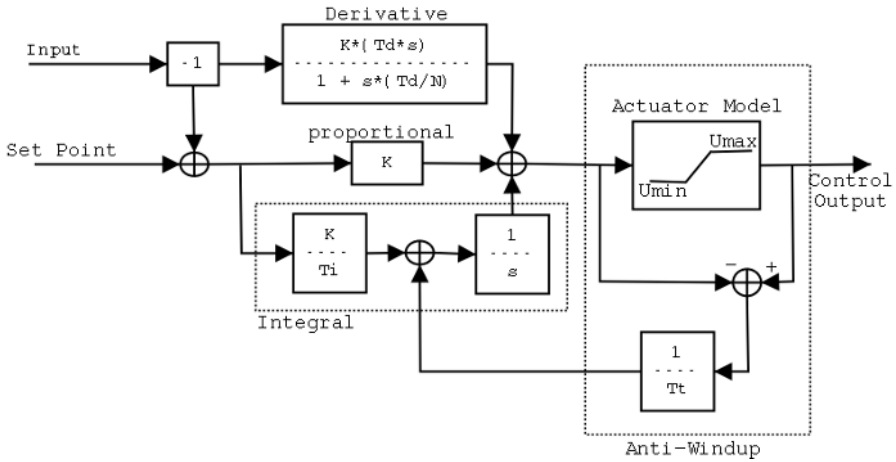 Derivative
Input
-1
K*(Td*s)
1 + s*(Td/N)
Actuator Model
proportional
Set Point
K
Umax
Umin
Control
Output
K
Ti
1
s
- +
Integral
1
Tt
Anti-Windup